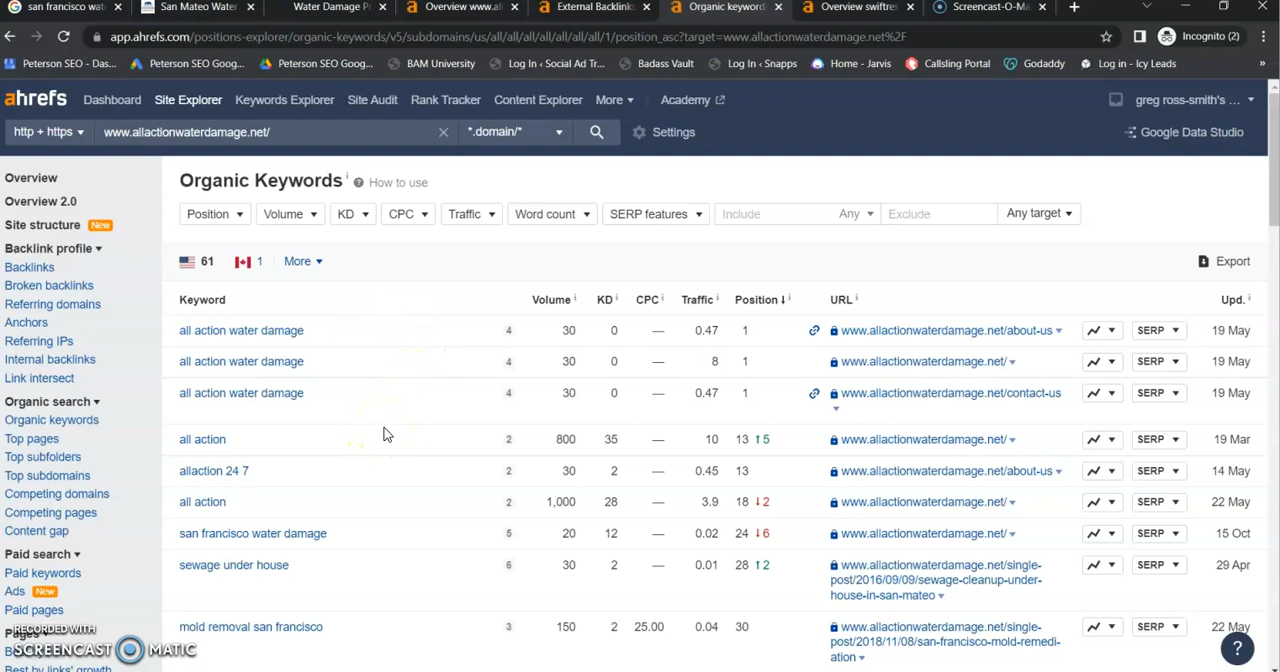 san francisco wat
San Mateo Water
Water Damage P
Overview www.al
External Backlinks
Organic keyword
Overview swiftres
Screencast-O-Ma
app.ahrefs.com/positions-explorer/organic-keywords/v5/subdomains/us/all/all/all/all/all/all/all/1/position_asc?target=www.allactionwaterdamage.net%2F
Incognito (2)
Peterson SEO - Das...
Peterson SEO Goog...
Peterson SEO Goog...
BAM University
Log In ‹ Social Ad Tr...
Badass Vault
Log In ‹ Snapps
Home - Jarvis
Callsling Portal
Godaddy
Log in - Icy Leads
»
ahrefs Dashboard Site Explorer Keywords Explorer Site Audit Rank Tracker Content Explorer More Academy greg ross-smith's ...
http + https www.allactionwaterdamage.net/ *.domain/* Settings Google Data Studio
Overview
Overview 2.0
Site structure New
Backlink profile
Backlinks
Broken backlinks
Referring domains
Anchors
Referring IPs
Internal backlinks
Link intersect
Organic search
Organic keywords
Top pages
Top subfolders
Top subdomains
Competing domains
Competing pages
Content gap
Paid search
Paid keywords
Ads New
Paid pages
Pages
Best by links' growth
RECORDED WITH
SCREENCAST MATIC
Organic Keywords i ? How to use
Position Volume KD CPC Traffic Word count SERP features Include Any Exclude Any target
61 1 More Export
Keyword Volume i KD i CPC i Traffic i Position ↓ i URL i Upd. i
all action water damage 4 30 0 — 0.47 1 www.allactionwaterdamage.net/about-us SERP 19 May
all action water damage 4 30 0 — 8 1 www.allactionwaterdamage.net/ SERP 19 May
all action water damage 4 30 0 — 0.47 1 www.allactionwaterdamage.net/contact-us SERP 19 May
all action 2 800 35 — 10 13 ↑5 www.allactionwaterdamage.net/ SERP 19 Mar
allaction 24 7 2 30 2 — 0.45 13 www.allactionwaterdamage.net/about-us SERP 14 May
all action 2 1,000 28 — 3.9 18 ↓2 www.allactionwaterdamage.net/ SERP 22 May
san francisco water damage 5 20 12 — 0.02 24 ↓6 www.allactionwaterdamage.net/ SERP 15 Oct
sewage under house 6 30 2 — 0.01 28 ↑2 www.allactionwaterdamage.net/single-
post/2016/09/09/sewage-cleanup-under-
house-in-san-mateo SERP 29 Apr
mold removal san francisco 3 150 2 25.00 0.04 30 www.allactionwaterdamage.net/single-
post/2018/11/08/san-francisco-mold-remedi-
ation SERP 22 May
?